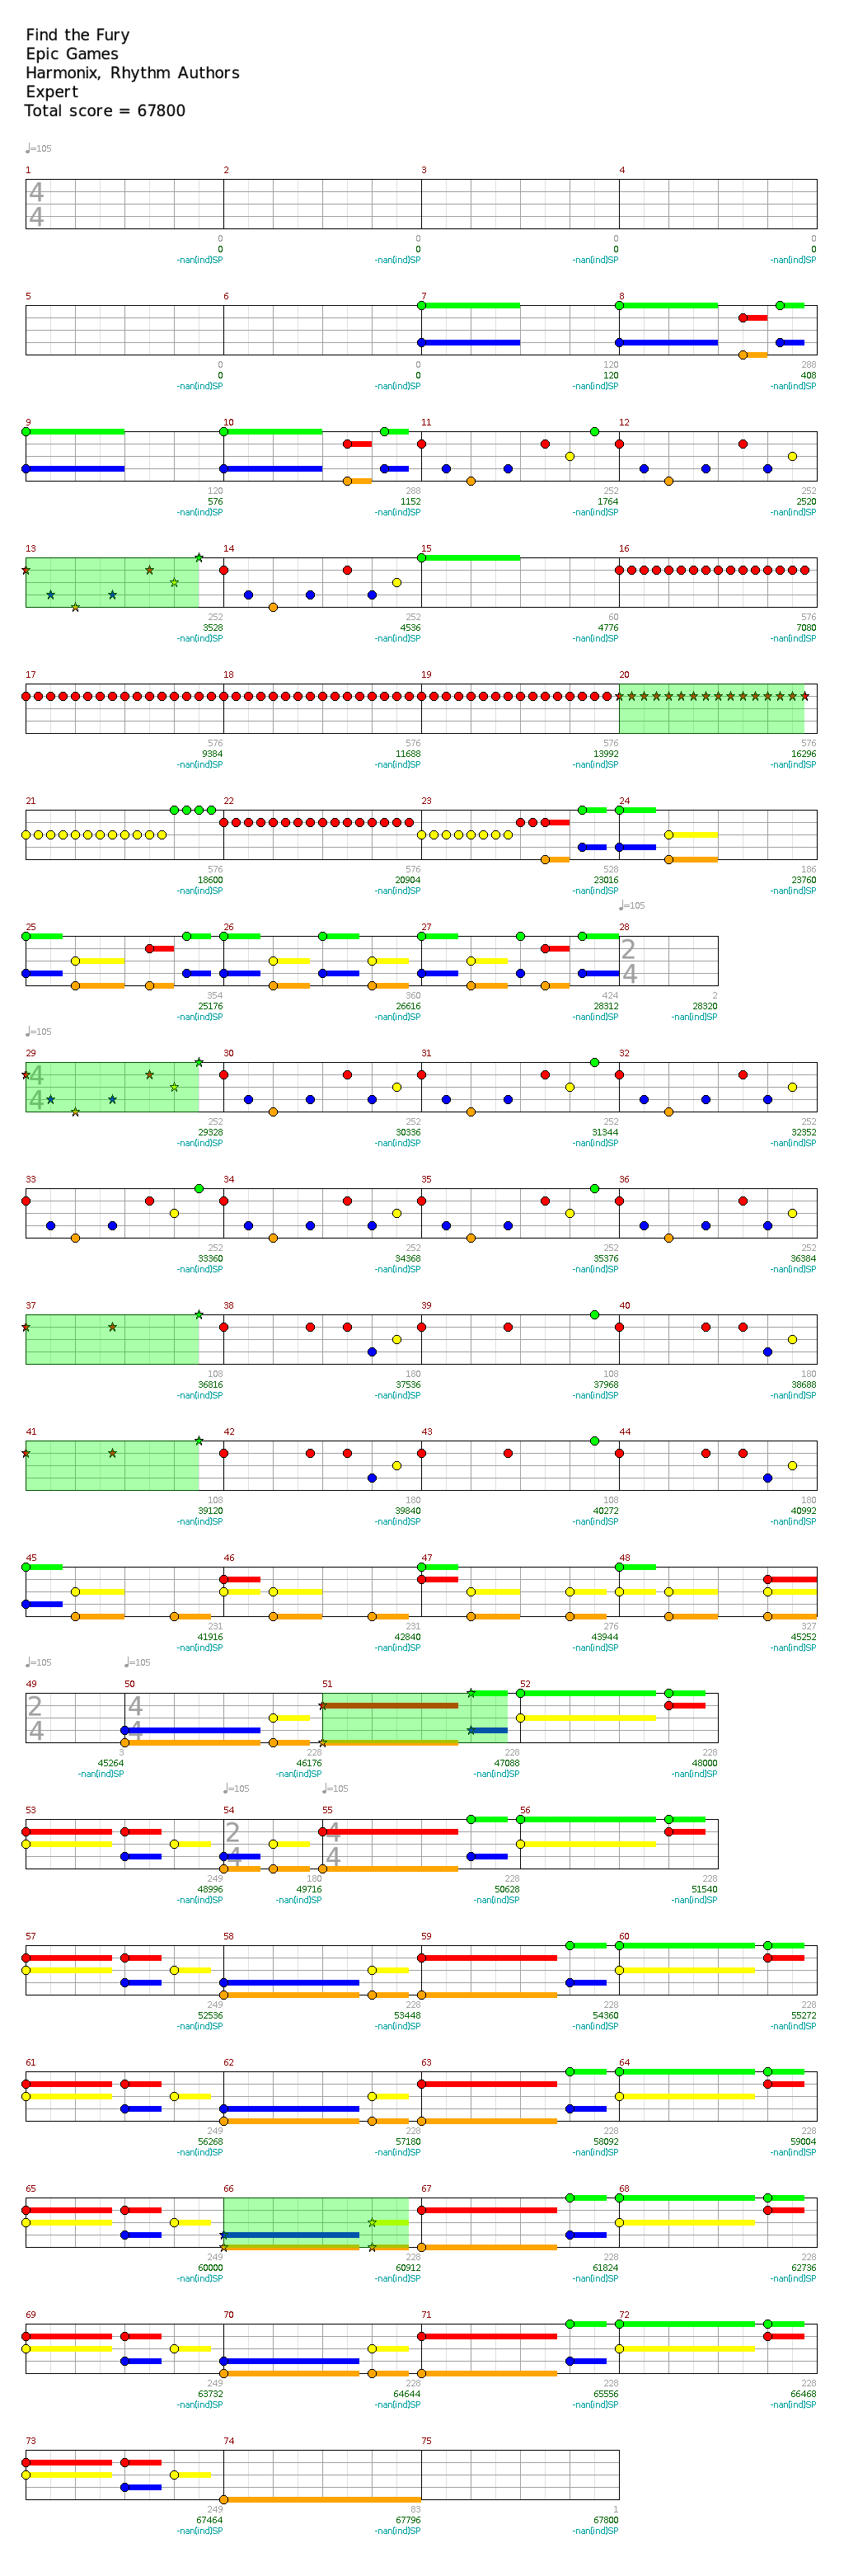 Find the Fury
Epic Games
Harmonix, Rhythm Authors
Expert
Total score = 67800
♩=105
1 2 3 4
4
4
0 0 0 0
0 0 0 0
-nan(ind)SP -nan(ind)SP -nan(ind)SP -nan(ind)SP
5 6 7 8
0 0 120 288
0 0 120 408
-nan(ind)SP -nan(ind)SP -nan(ind)SP -nan(ind)SP
9 10 11 12
120 288 252 252
576 1152 1764 2520
-nan(ind)SP -nan(ind)SP -nan(ind)SP -nan(ind)SP
13 14 15 16
252 252 60 576
3528 4536 4776 7080
-nan(ind)SP -nan(ind)SP -nan(ind)SP -nan(ind)SP
17 18 19 20
576 576 576 576
9384 11688 13992 16296
-nan(ind)SP -nan(ind)SP -nan(ind)SP -nan(ind)SP
21 22 23 24
576 576 528 186
18600 20904 23016 23760
-nan(ind)SP -nan(ind)SP -nan(ind)SP -nan(ind)SP
♩=105
25 26 27 28
2
4
354 360 424 2
25176 26616 28312 28320
-nan(ind)SP -nan(ind)SP -nan(ind)SP -nan(ind)SP
♩=105
29 30 31 32
4
4
252 252 252 252
29328 30336 31344 32352
-nan(ind)SP -nan(ind)SP -nan(ind)SP -nan(ind)SP
33 34 35 36
252 252 252 252
33360 34368 35376 36384
-nan(ind)SP -nan(ind)SP -nan(ind)SP -nan(ind)SP
37 38 39 40
108 180 108 180
36816 37536 37968 38688
-nan(ind)SP -nan(ind)SP -nan(ind)SP -nan(ind)SP
41 42 43 44
108 180 108 180
39120 39840 40272 40992
-nan(ind)SP -nan(ind)SP -nan(ind)SP -nan(ind)SP
45 46 47 48
231 231 276 327
41916 42840 43944 45252
-nan(ind)SP -nan(ind)SP -nan(ind)SP -nan(ind)SP
♩=105 ♩=105
49 50 51 52
2 4
4 4
3 228 228 228
45264 46176 47088 48000
-nan(ind)SP -nan(ind)SP -nan(ind)SP -nan(ind)SP
♩=105 ♩=105
53 54 55 56
2 4
4 4
249 180 228 228
48996 49716 50628 51540
-nan(ind)SP -nan(ind)SP -nan(ind)SP -nan(ind)SP
57 58 59 60
249 228 228 228
52536 53448 54360 55272
-nan(ind)SP -nan(ind)SP -nan(ind)SP -nan(ind)SP
61 62 63 64
249 228 228 228
56268 57180 58092 59004
-nan(ind)SP -nan(ind)SP -nan(ind)SP -nan(ind)SP
65 66 67 68
249 228 228 228
60000 60912 61824 62736
-nan(ind)SP -nan(ind)SP -nan(ind)SP -nan(ind)SP
69 70 71 72
249 228 228 228
63732 64644 65556 66468
-nan(ind)SP -nan(ind)SP -nan(ind)SP -nan(ind)SP
73 74 75
249 83 1
67464 67796 67800
-nan(ind)SP -nan(ind)SP -nan(ind)SP